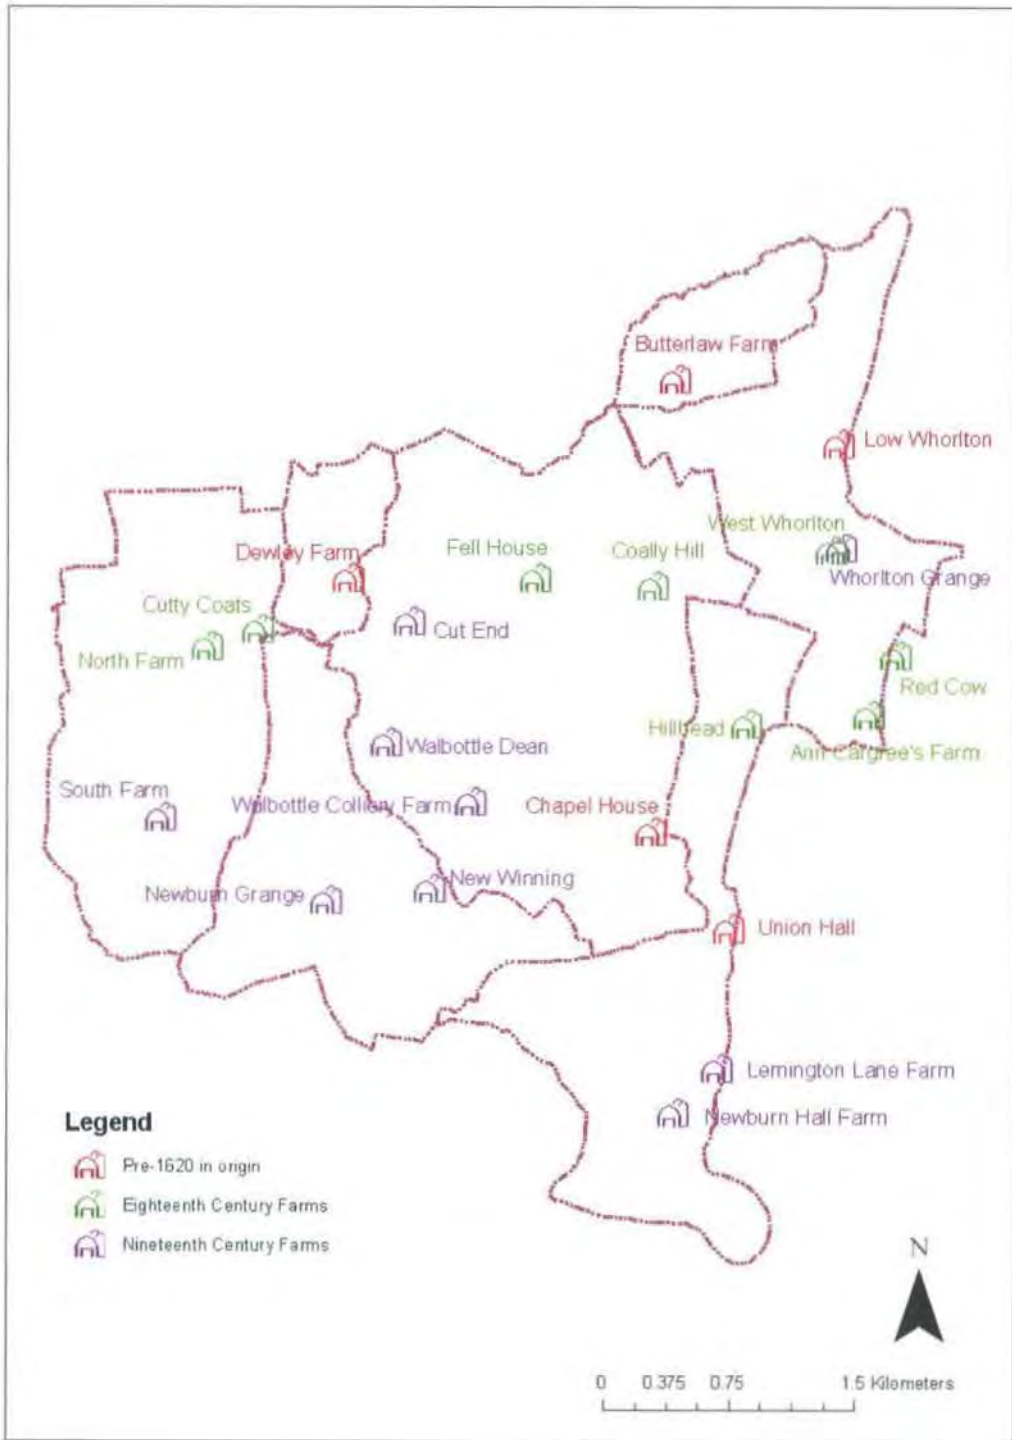 Butterlaw Farm
Low Whorlton
West Whorlton
Whorlton Grange
Dewley Farm
Fell House
Coally Hill
Cutty Coats
Cut End
North Farm
Red Cow
Hillhead
Ann Cargree's Farm
Walbottle Dean
South Farm
Walbottle Colliery Farm
Chapel House
New Winning
Newburn Grange
Union Hall
Lemington Lane Farm
Newburn Hall Farm
Legend
Pre-1620 in origin
Eighteenth Century Farms
Nineteenth Century Farms
N
0 0.375 0.75 1.5 Kilometers